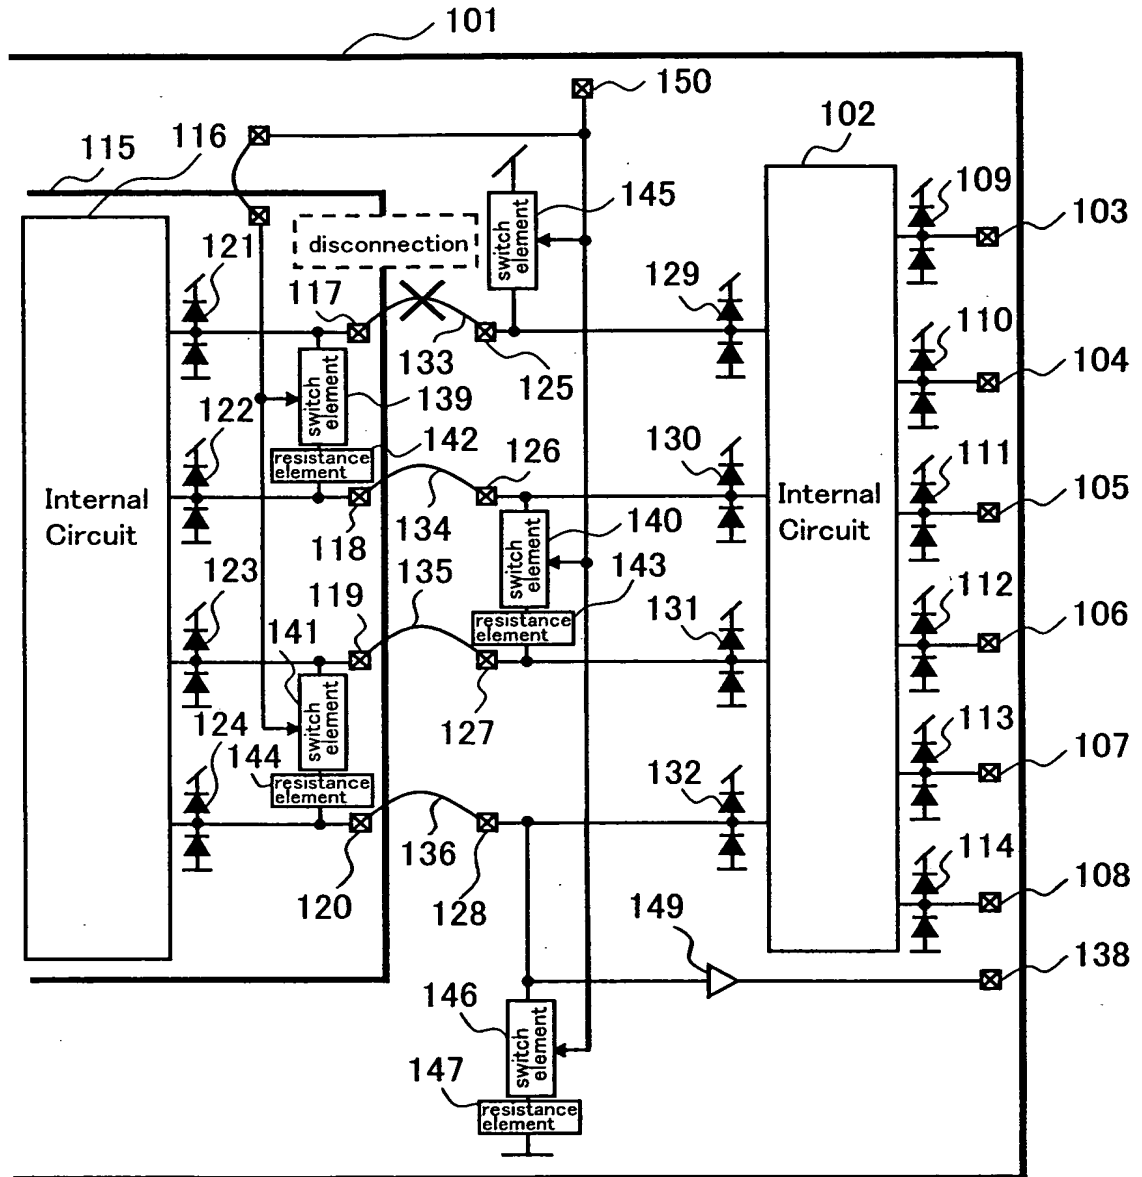 101
150
102
115
116
145
109
103
disconnection
switch
element
121
117
129
133
125
110
104
122
switch
element
139
142
resistance
element
126
130
111
105
Internal
Circuit
Internal
Circuit
118
134
switch
element
140
143
123
119
135
resistance
element
131
112
106
141
switch
element
127
124
144
resistance
element
132
113
107
120
136
128
149
114
108
138
146
switch
element
147
resistance
element